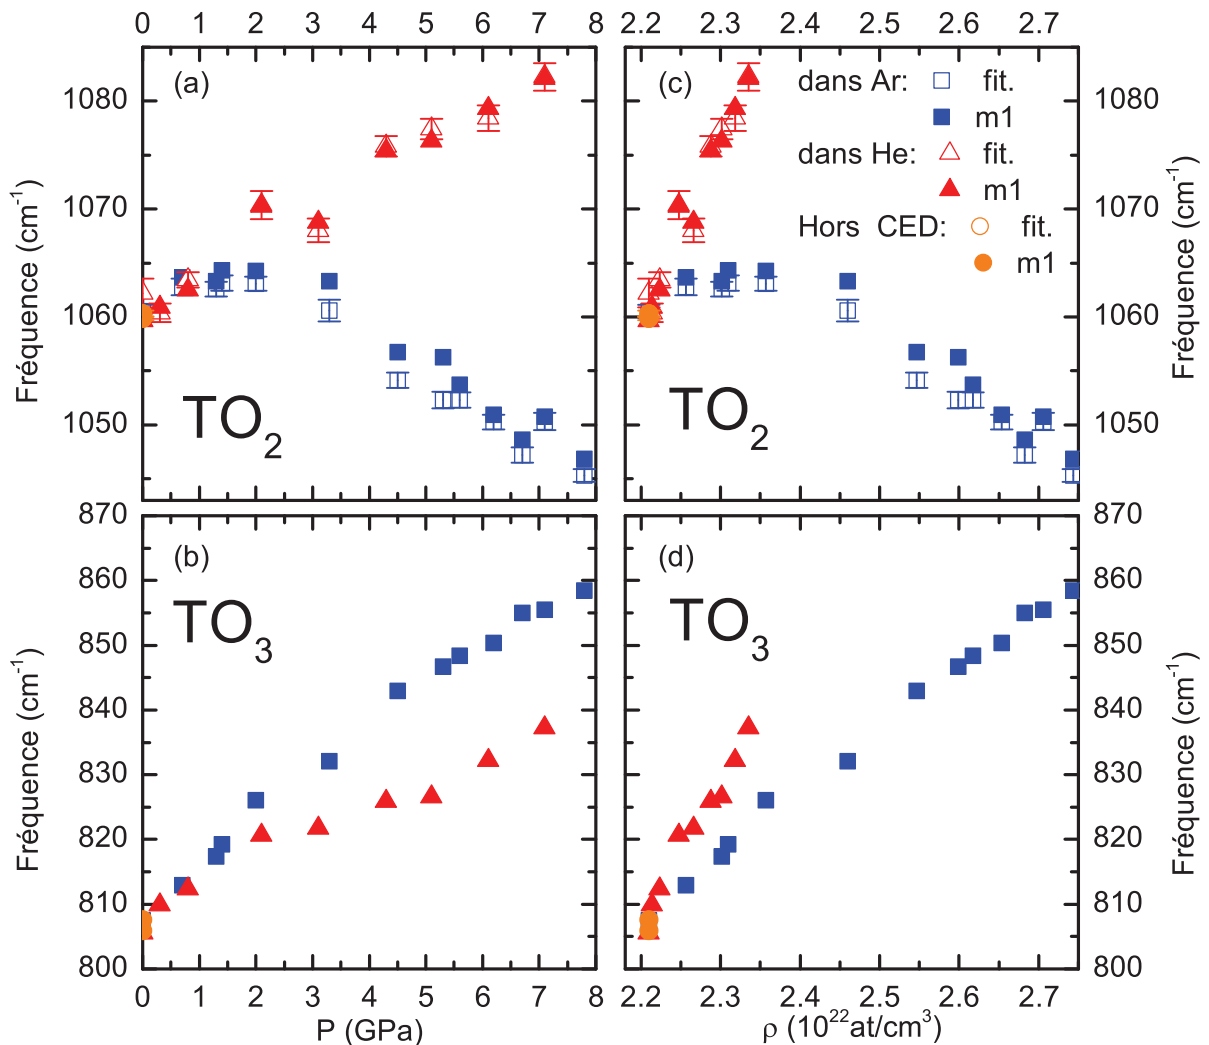 0 1 2 3 4 5 6 7 8
2.2 2.3 2.4 2.5 2.6 2.7
(a)
1080
1070
1060
1050
Fréquence (cm-1)
TO2
(c)
dans Ar: fit.
m1
dans He: fit.
m1
Hors CED: fit.
m1
TO2
1080
1070
1060
1050
Fréquence (cm-1)
(b)
870
860
850
840
830
820
810
800
Fréquence (cm-1)
TO3
(d)
TO3
870
860
850
840
830
820
810
800
Fréquence (cm-1)
0 1 2 3 4 5 6 7 8
P (GPa)
2.2 2.3 2.4 2.5 2.6 2.7
ρ (10^22 at/cm^3)